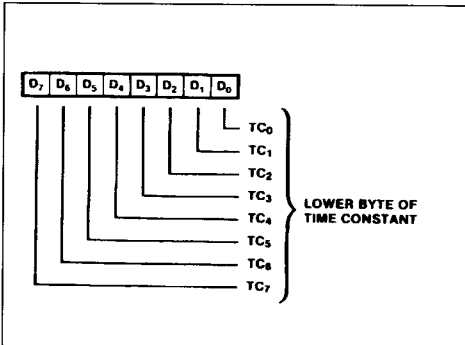 D7 D6 D5 D4 D3 D2 D1 D0
TC0
TC1
TC2
TC3
TC4
TC5
TC6
TC7
LOWER BYTE OF
TIME CONSTANT